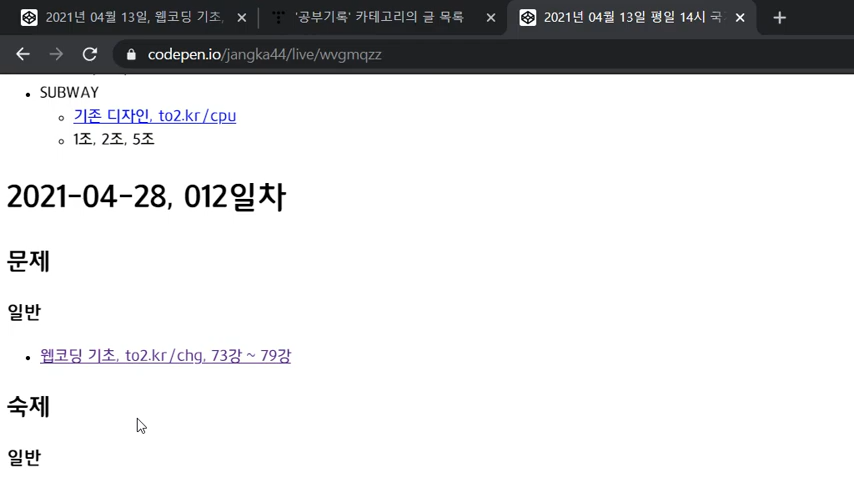 2021년 04월 13일, 웹코딩 기초,
'공부기록' 카테고리의 글 목록
2021년 04월 13일 평일 14시 국
codepen.io/jangka44/live/wvgmqzz
SUBWAY
기존 디자인, to2.kr/cpu
1조, 2조, 5조
2021-04-28, 012일차
문제
일반
웹코딩 기초, to2.kr/chg, 73강 ~ 79강
숙제
일반